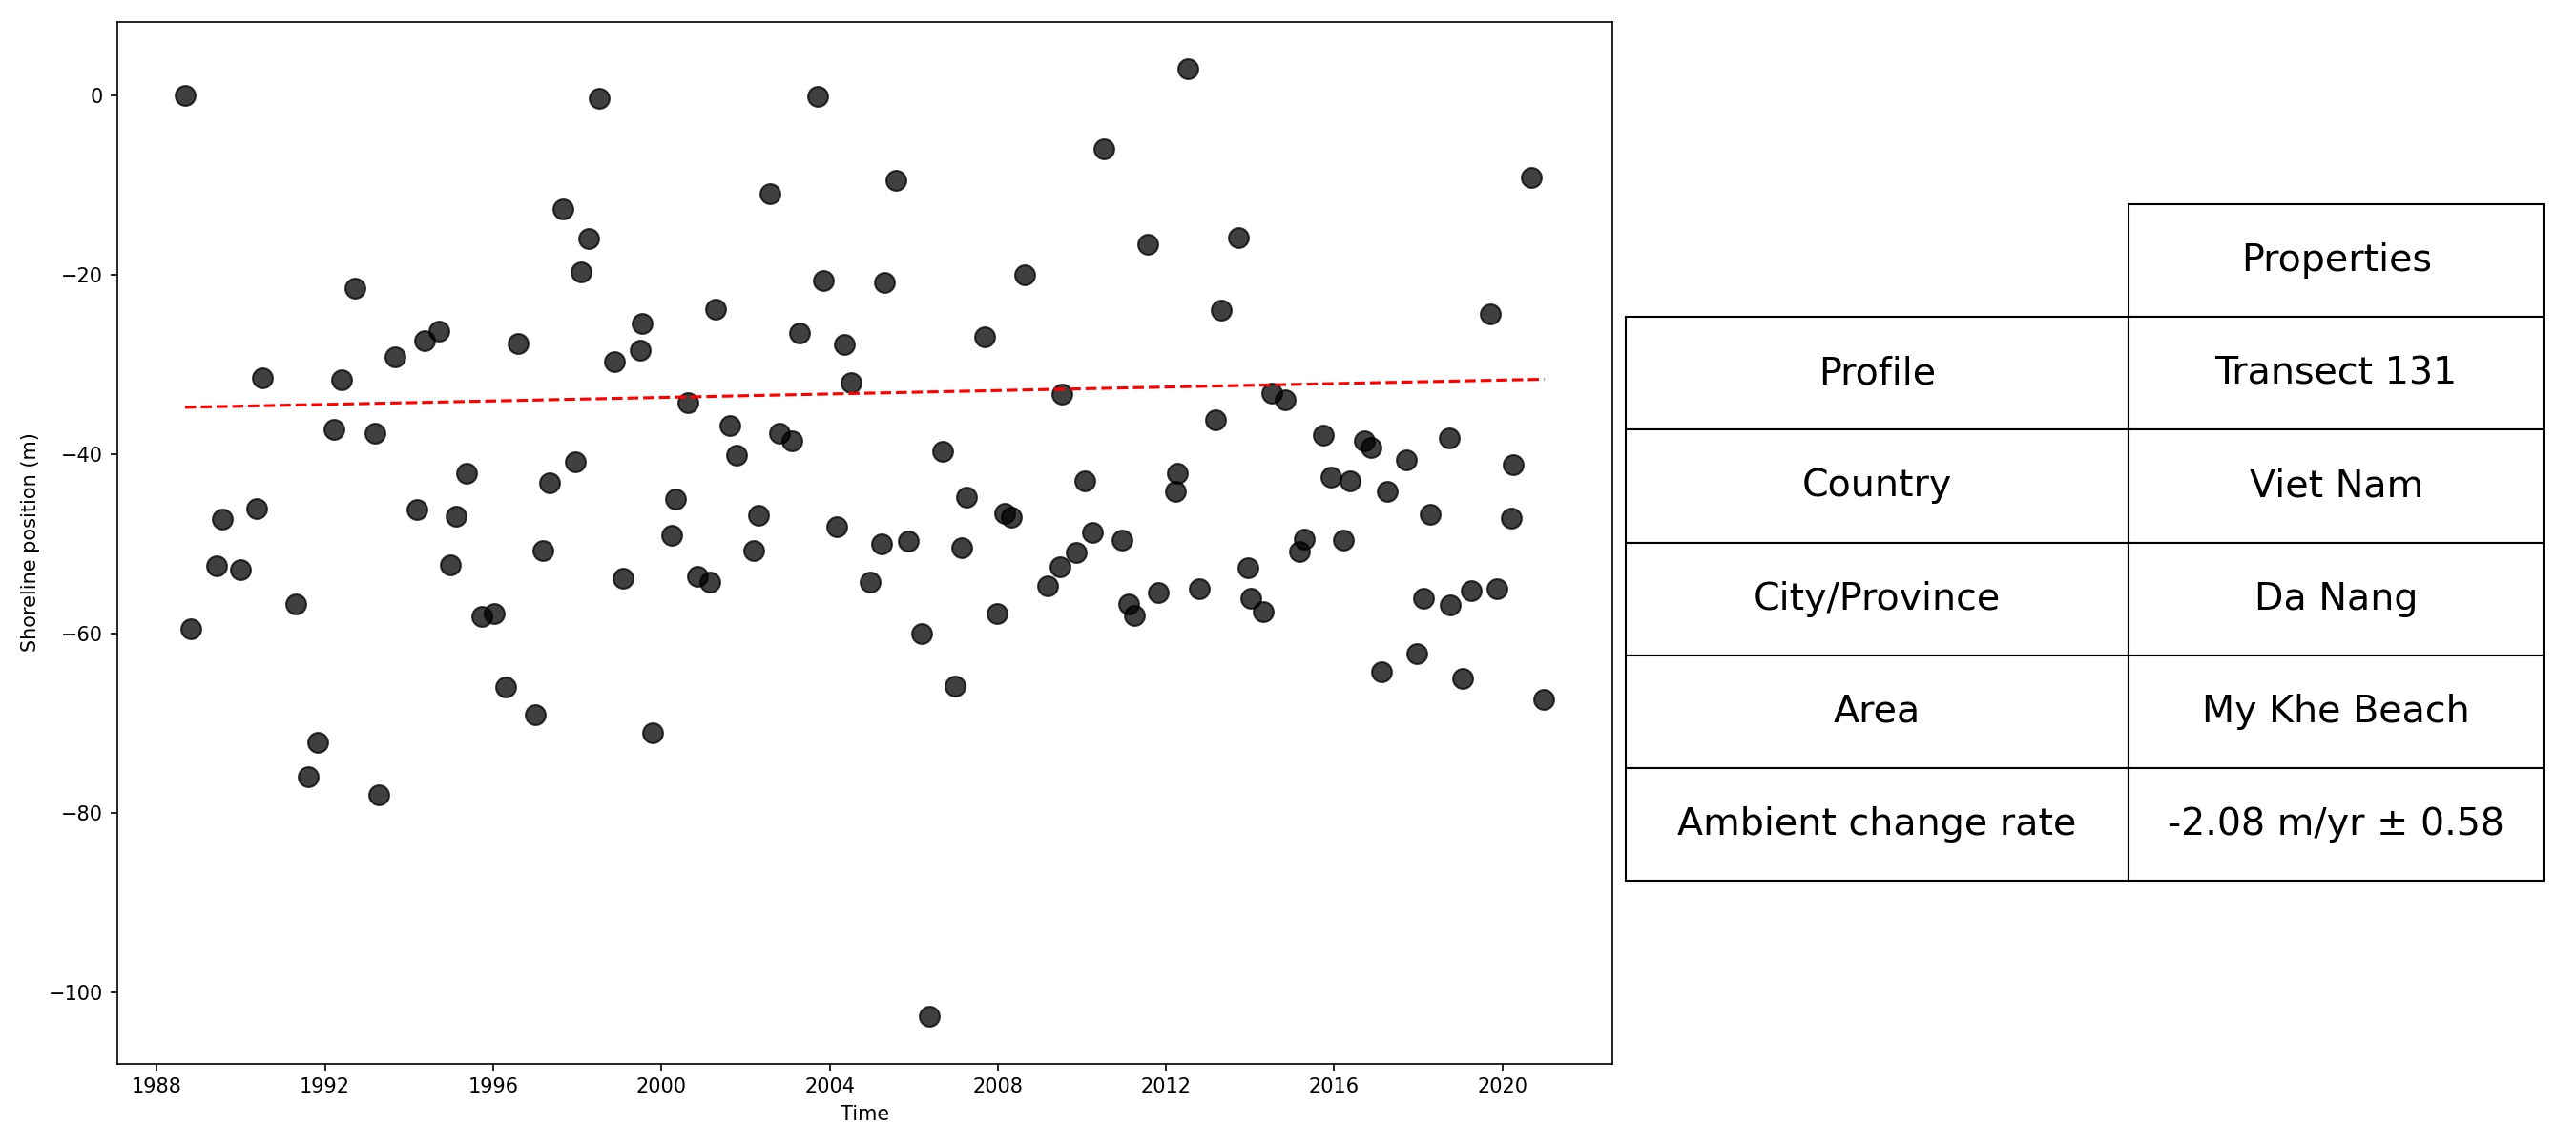 0
−20
−40
−60
−80
−100
Shoreline position (m)
1988 1992 1996 2000 2004 2008 2012 2016 2020
Time
Properties
Profile Transect 131
Country Viet Nam
City/Province Da Nang
Area My Khe Beach
Ambient change rate -2.08 m/yr ± 0.58